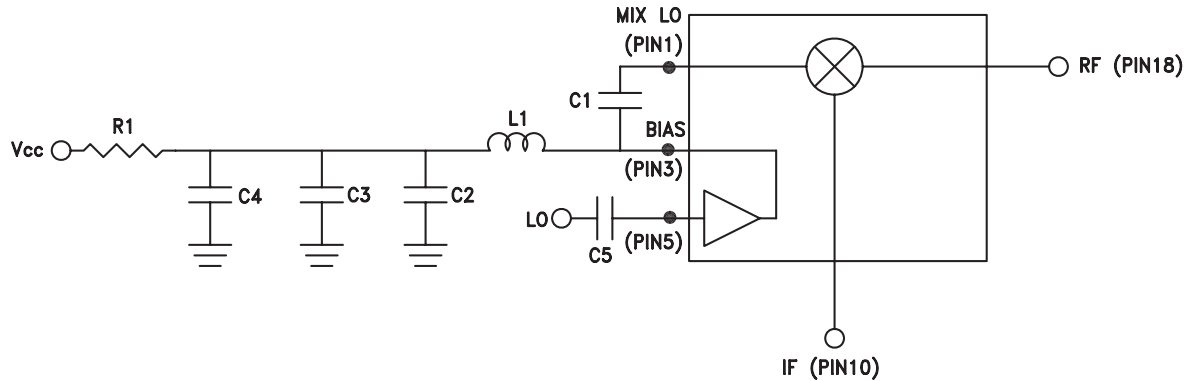 MIX LO
(PIN1)
RF (PIN18)
C1
R1
L1
BIAS
Vcc
(PIN3)
C4
C3
C2
LO
(PIN5)
C5
IF (PIN10)